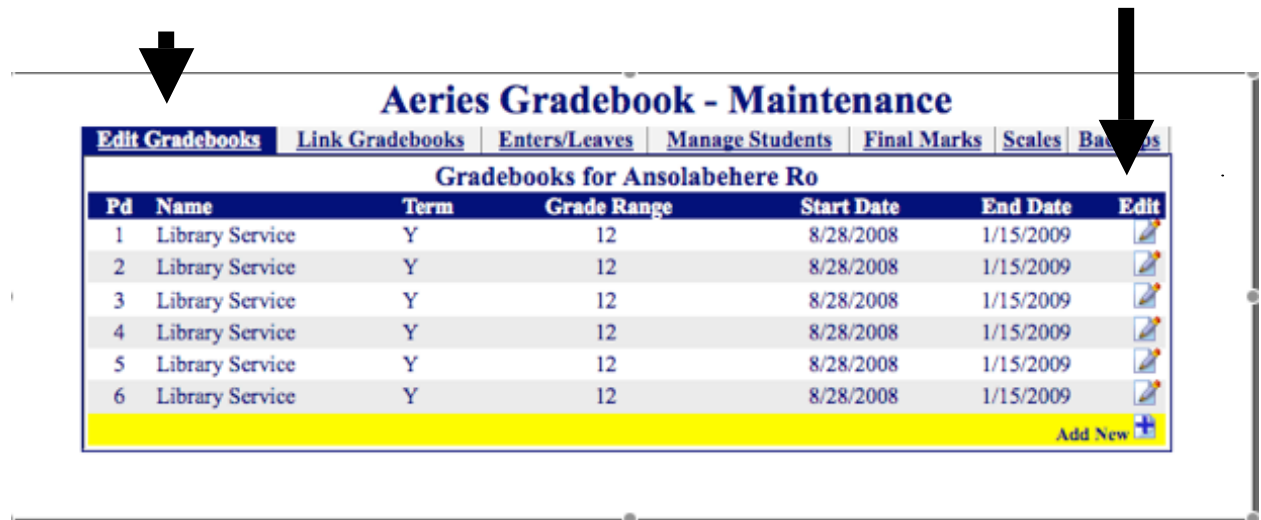 Aeries Gradebook - Maintenance
Edit Gradebooks Link Gradebooks Enters/Leaves Manage Students Final Marks Scales
Gradebooks for Ansolabehere Ro
Pd Name Term Grade Range Start Date End Date Edit
1 Library Service Y 12 8/28/2008 1/15/2009
2 Library Service Y 12 8/28/2008 1/15/2009
3 Library Service Y 12 8/28/2008 1/15/2009
4 Library Service Y 12 8/28/2008 1/15/2009
5 Library Service Y 12 8/28/2008 1/15/2009
6 Library Service Y 12 8/28/2008 1/15/2009
Add New